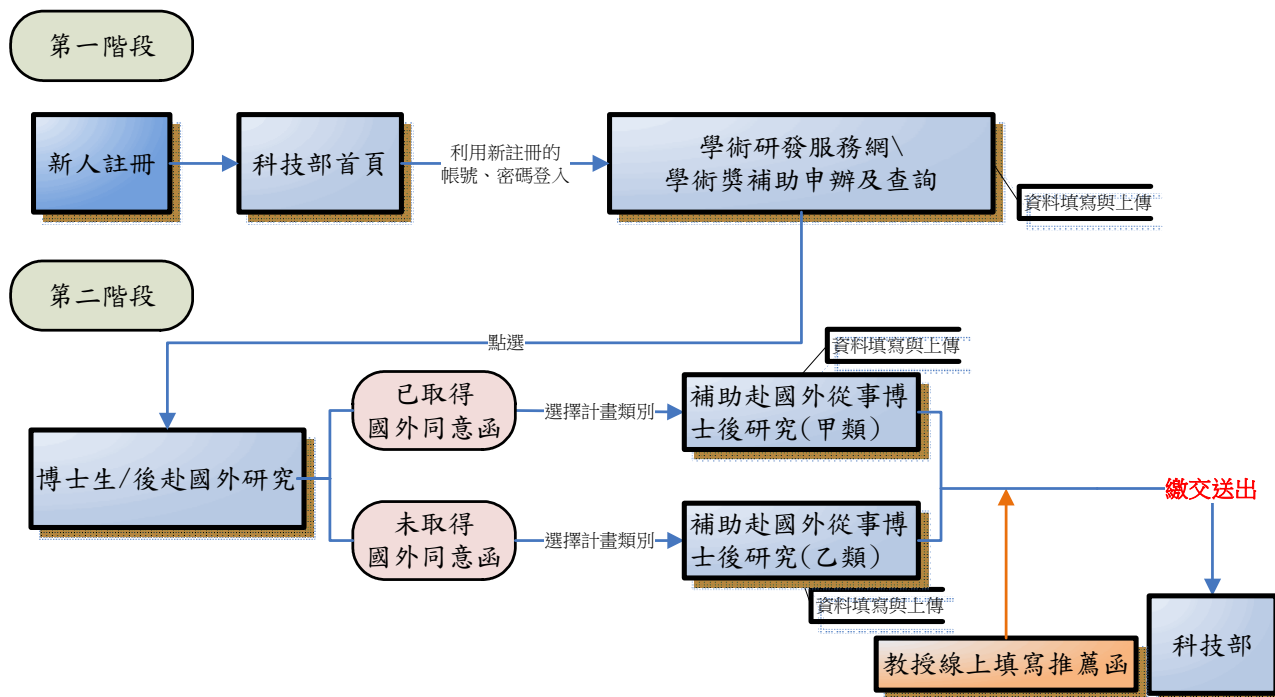 第一階段
新人註冊
科技部首頁
利用新註冊的
帳號、密碼登入
學術研發服務網\
學術獎補助申辦及查詢
資料填寫與上傳
第二階段
點選
博士生/後赴國外研究
已取得
國外同意函
選擇計畫類別
資料填寫與上傳
補助赴國外從事博
士後研究(甲類)
未取得
國外同意函
選擇計畫類別
補助赴國外從事博
士後研究(乙類)
資料填寫與上傳
繳交送出
教授線上填寫推薦函
科技部